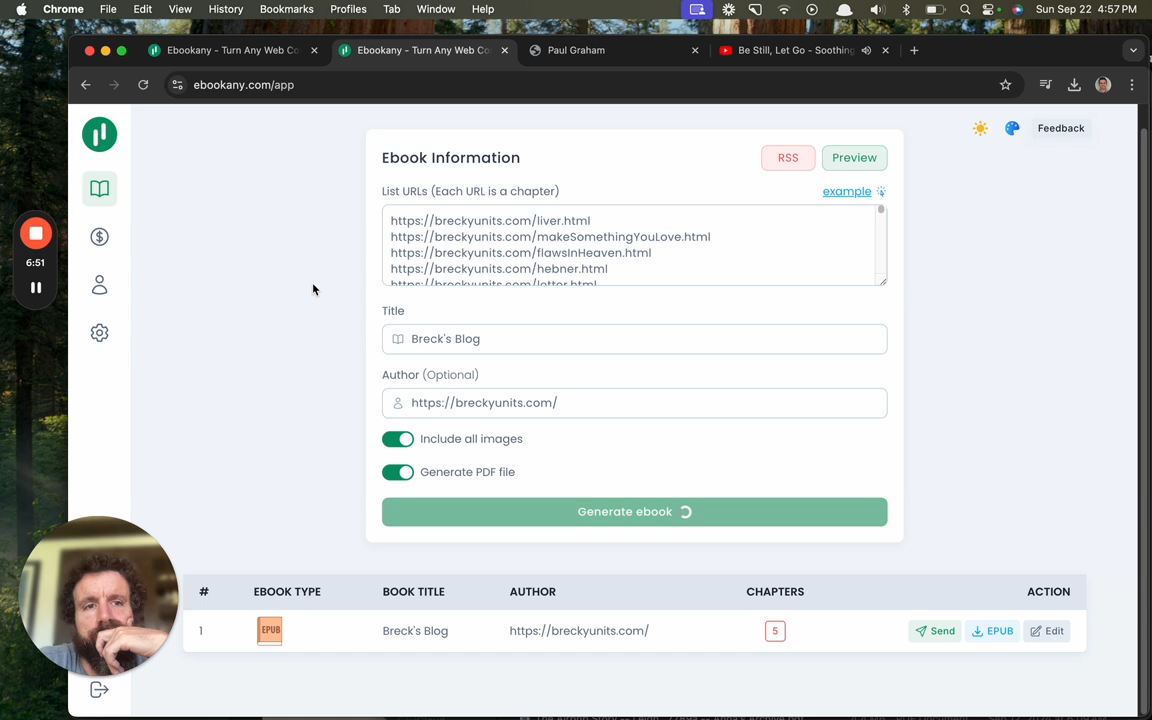 Chrome File Edit View History Bookmarks Profiles Tab Window Help Sun Sep 22 4:57 PM
Ebookany - Turn Any Web Co Ebookany - Turn Any Web Co Paul Graham Be Still, Let Go - Soothing
ebookany.com/app
Feedback
Ebook Information RSS Preview
List URLs (Each URL is a chapter) example
https://breckyunits.com/liver.html
https://breckyunits.com/makeSomethingYouLove.html
https://breckyunits.com/flawsInHeaven.html
https://breckyunits.com/hebner.html
https://breckyunits.com/letter.html
6:51
Title
Breck's Blog
Author (Optional)
https://breckyunits.com/
Include all images
Generate PDF file
Generate ebook
# EBOOK TYPE BOOK TITLE AUTHOR CHAPTERS ACTION
1 EPUB Breck's Blog https://breckyunits.com/ 5 Send EPUB Edit